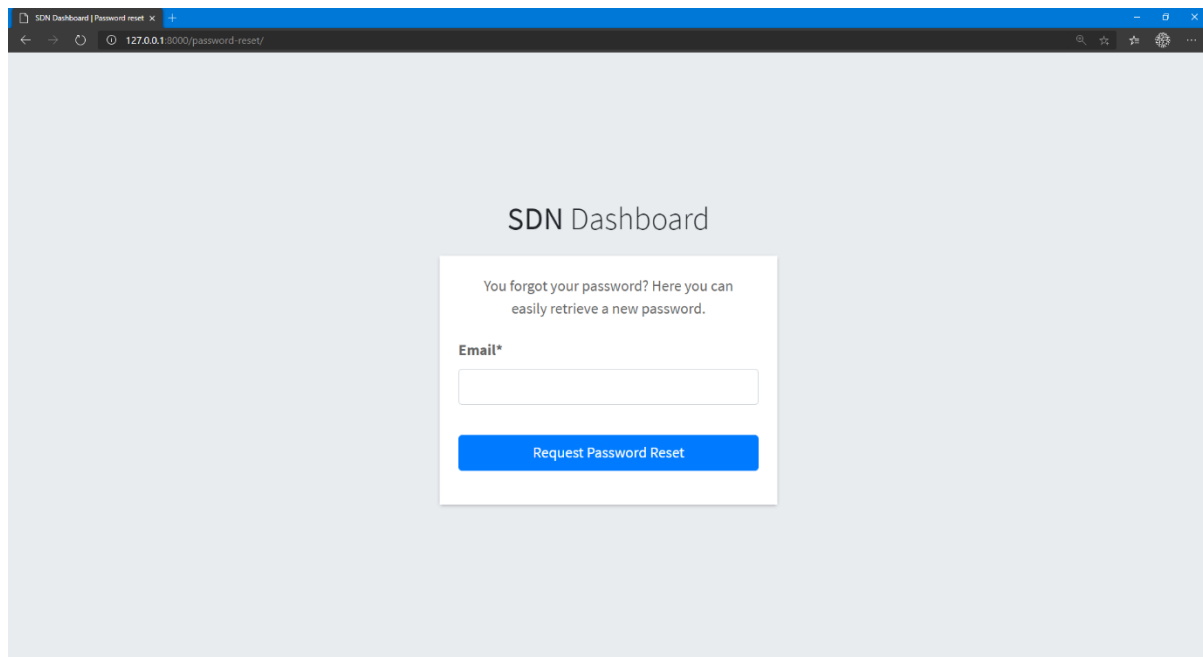 SDN Dashboard | Password reset
127.0.0.1:8000/password-reset/
SDN Dashboard
You forgot your password? Here you can
easily retrieve a new password.
Email*
Request Password Reset